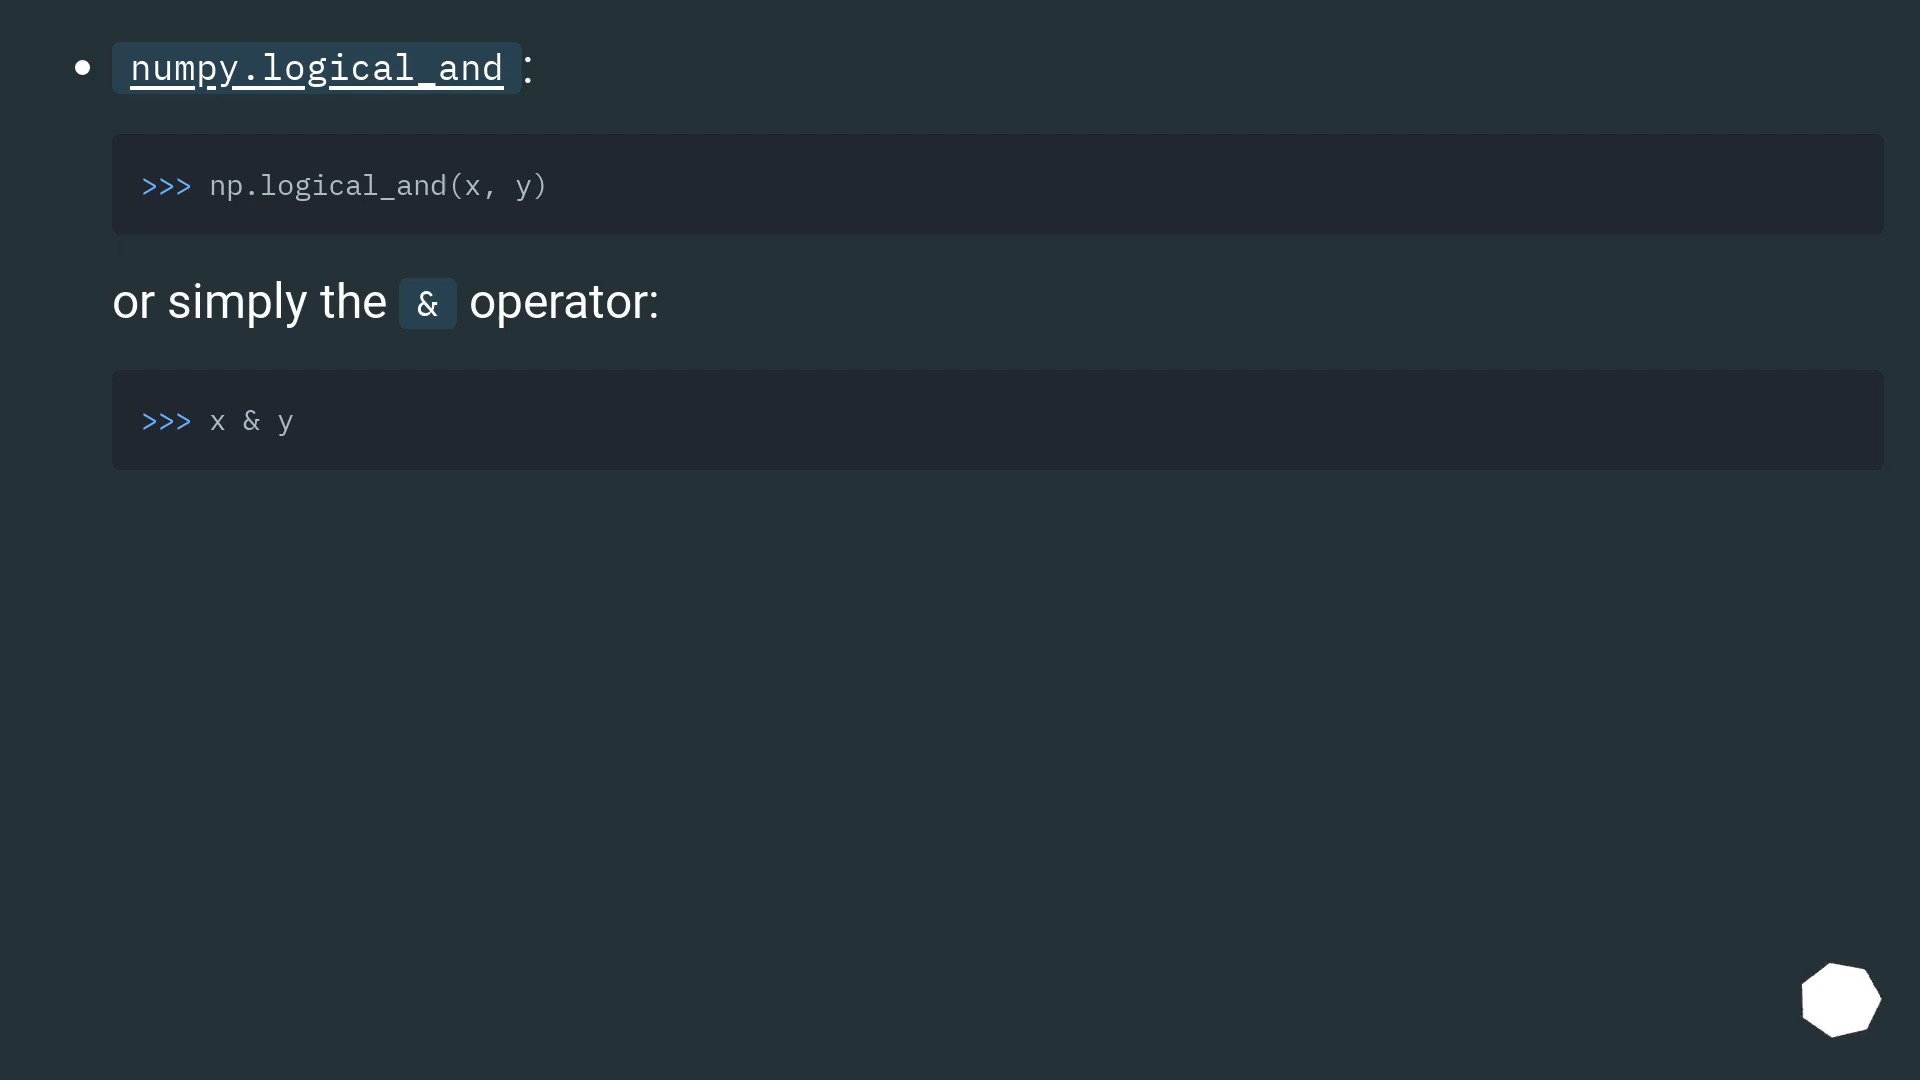 numpy.logical_and :
>>> np.logical_and(x, y)
or simply the & operator:
>>> x & y